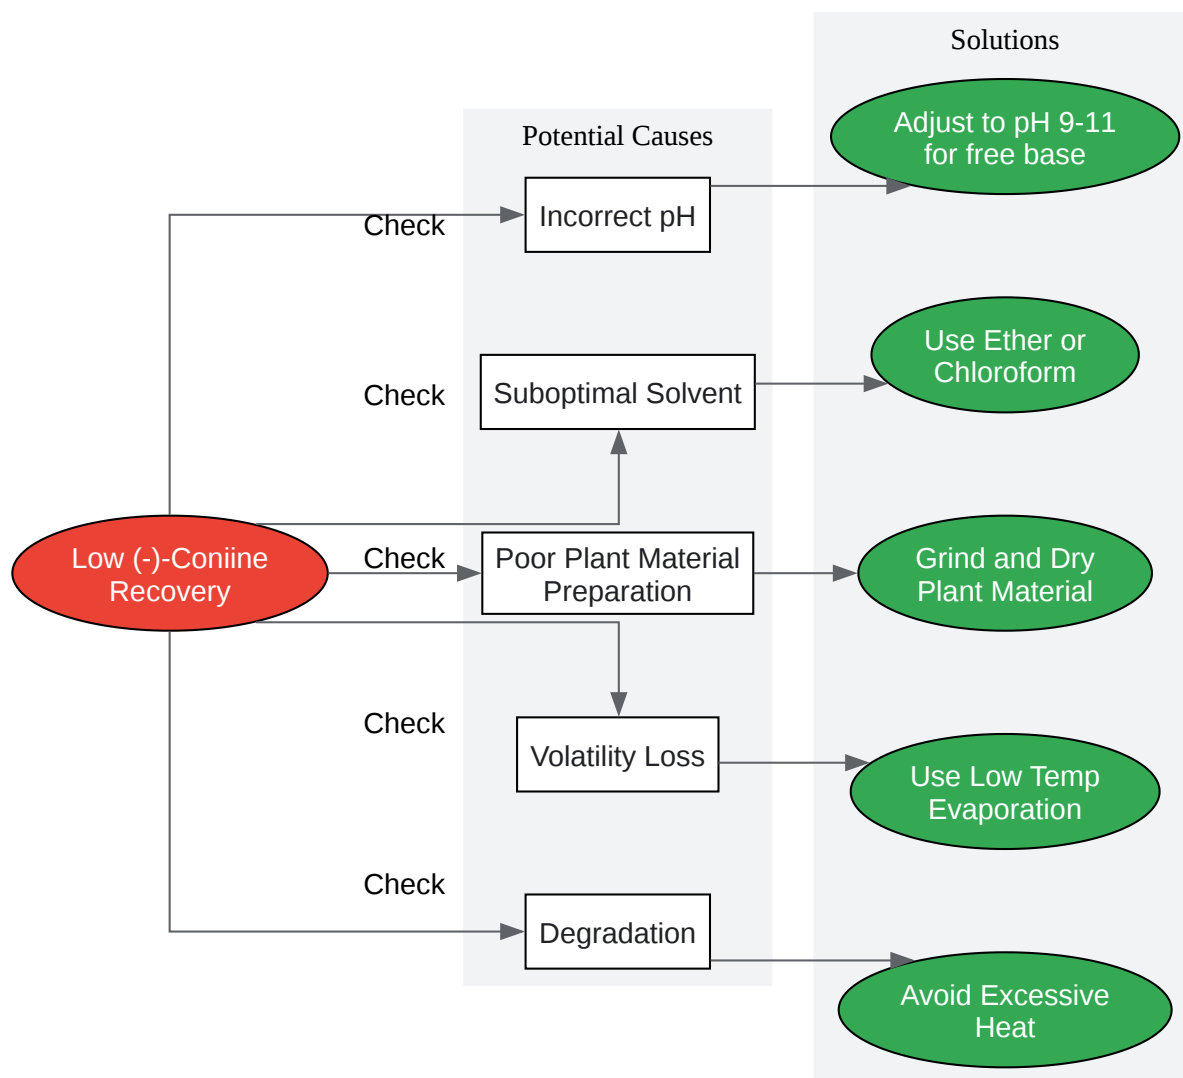 Solutions
Adjust to pH 9-11
for free base
Potential Causes
Incorrect pH
Check
Use Ether or
Chloroform
Suboptimal Solvent
Check
Low (-)-Coniine
Recovery
Check
Poor Plant Material
Preparation
Grind and Dry
Plant Material
Check
Volatility Loss
Use Low Temp
Evaporation
Check
Degradation
Avoid Excessive
Heat